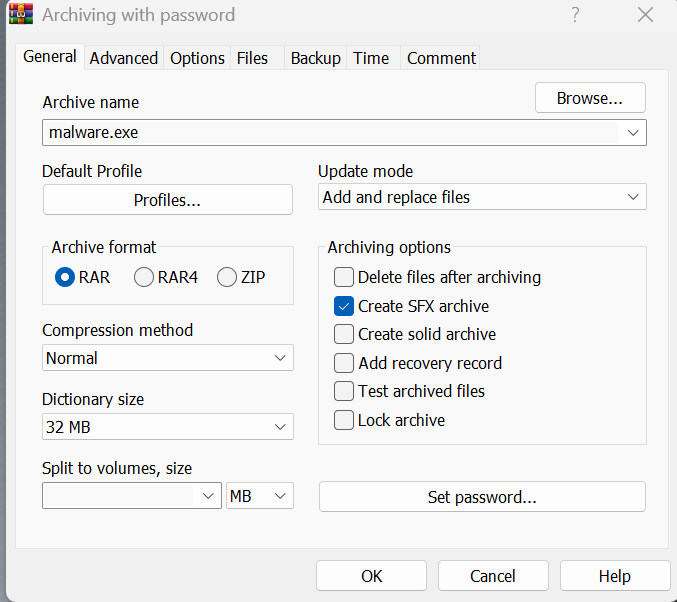 Archiving with password ?
General Advanced Options Files Backup Time Comment
Archive name
Browse...
malware.exe
Default Profile
Profiles...
Update mode
Add and replace files
Archive format
RAR RAR4 ZIP
Compression method
Normal
Dictionary size
32 MB
Split to volumes, size
MB
Archiving options
Delete files after archiving
Create SFX archive
Create solid archive
Add recovery record
Test archived files
Lock archive
Set password...
OK Cancel Help